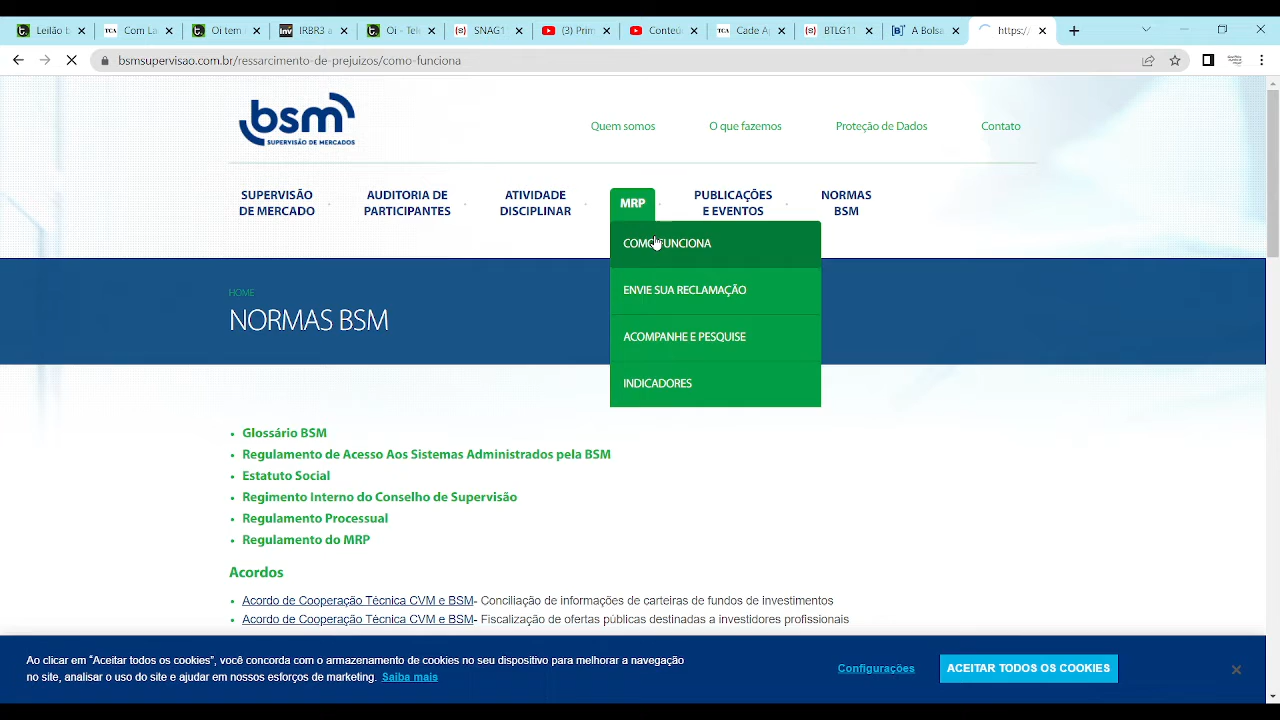 Leilão L
Com La
Oi tem
Inv
IRBR3 a
Oi - Tele
SNAG1
(3) Prim
Conteú
TCA
Cade A
BTLG11
A Bolsa
https:/
bsmsupervisao.com.br/ressarcimento-de-prejuizos/como-funciona
bsm
SUPERVISÃO DE MERCADOS
Quem somos
O que fazemos
Proteção de Dados
Contato
SUPERVISÃO
DE MERCADO
AUDITORIA DE
PARTICIPANTES
ATIVIDADE
DISCIPLINAR
MRP
PUBLICAÇÕES
E EVENTOS
NORMAS
BSM
COMO FUNCIONA
ENVIE SUA RECLAMAÇÃO
ACOMPANHE E PESQUISE
INDICADORES
HOME
NORMAS BSM
• Glossário BSM
• Regulamento de Acesso Aos Sistemas Administrados pela BSM
• Estatuto Social
• Regimento Interno do Conselho de Supervisão
• Regulamento Processual
• Regulamento do MRP
Acordos
• Acordo de Cooperação Técnica CVM e BSM- Conciliação de informações de carteiras de fundos de investimentos
• Acordo de Cooperação Técnica CVM e BSM- Fiscalização de ofertas públicas destinadas a investidores profissionais
Ao clicar em “Aceitar todos os cookies”, você concorda com o armazenamento de cookies no seu dispositivo para melhorar a navegação
no site, analisar o uso do site e ajudar em nossos esforços de marketing. Saiba mais
Configurações
ACEITAR TODOS OS COOKIES